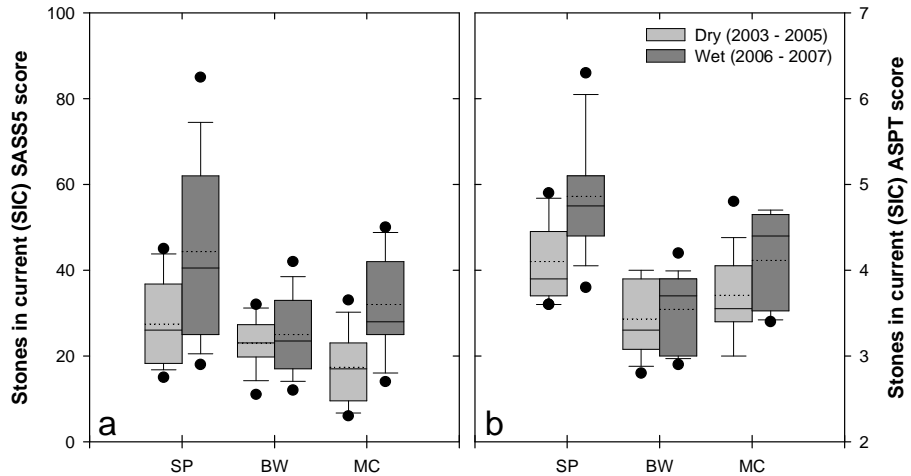 Stones in current (SIC) SASS5 score
100
80
60
40
20
0
a
SP BW MC
Dry (2003 - 2005)
Wet (2006 - 2007)
b
SP BW MC
7
6
5
4
3
2
Stones in current (SIC) ASPT score